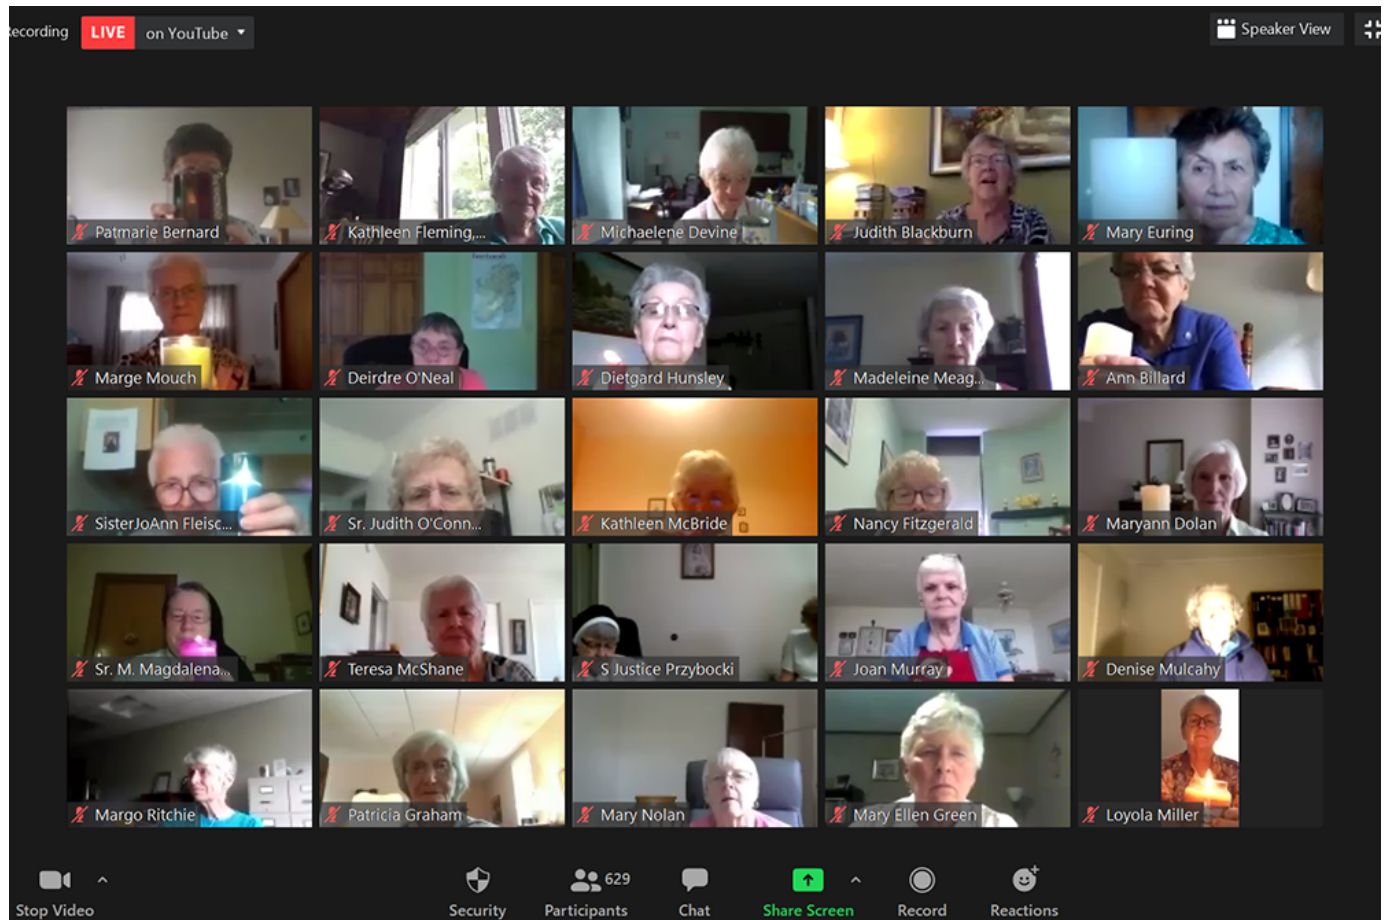 Recording
LIVE on YouTube
Speaker View
Patmarie Bernard
Kathleen Fleming,...
Michaelene Devine
Judith Blackburn
Mary Euring
Marge Mouch
Deirdre O'Neal
Dietgard Hunsley
Madeleine Meag...
Ann Billard
SisterJoAnn Fleisc...
Sr. Judith O'Conn...
Kathleen McBride
Nancy Fitzgerald
Maryann Dolan
Sr. M. Magdalena...
Teresa McShane
S Justice Przybocki
Joan Murray
Denise Mulcahy
Margo Ritchie
Patricia Graham
Mary Nolan
Mary Ellen Green
Loyola Miller
629
Stop Video
Security
Participants
Chat
Share Screen
Record
Reactions